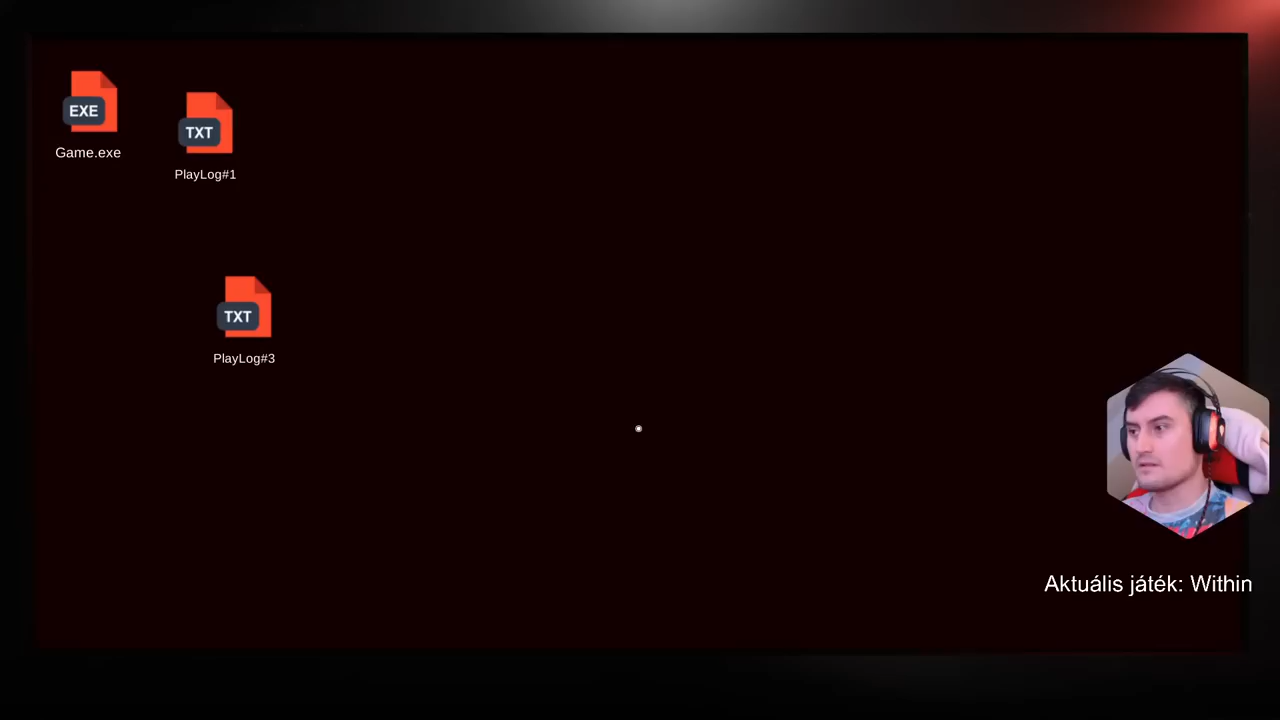 EXE
Game.exe
TXT
PlayLog#1
TXT
PlayLog#3
Aktuális játék: Within